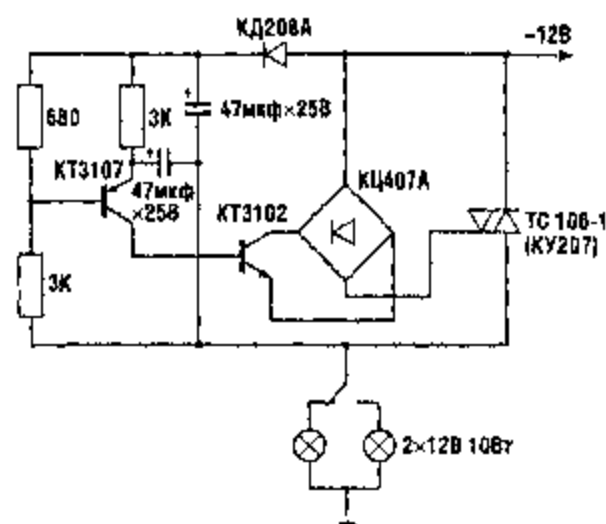 КД208А
−12В
680
3К
47мкф×25В
КТ3107
47мкф
×25В
КТ3102
КЦ407А
ТС 106-1
(КУ207)
3К
2×12В 10Вт